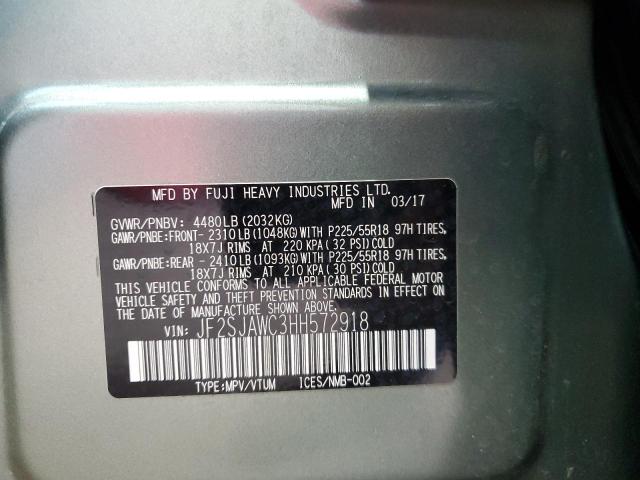 MFD BY FUJI HEAVY INDUSTRIES LTD.
MFD IN 03/17
GVWR/PNBV: 4480LB(2032KG)
GAWR/PNBE:FRONT-2310LB(1048KG)WITH P225/55R18 97H TIRES,
18X7J RIMS AT 220 KPA(32 PSI)COLD
GAWR/PNBE:REAR -2410LB(1093KG)WITH P225/55R18 97H TIRES,
18X7J RIMS AT 210 KPA(30 PSI)COLD
THIS VEHICLE CONFORMS TO ALL APPLICABLE FEDERAL MOTOR
VEHICLE SAFETY AND THEFT PREVENTION STANDARDS IN EFFECT
ON THE DATE OF MANUFACTURE SHOWN ABOVE.
VIN: JF2SJAWC3HH572918
TYPE:MPV/VTUM ICES/NMB-002